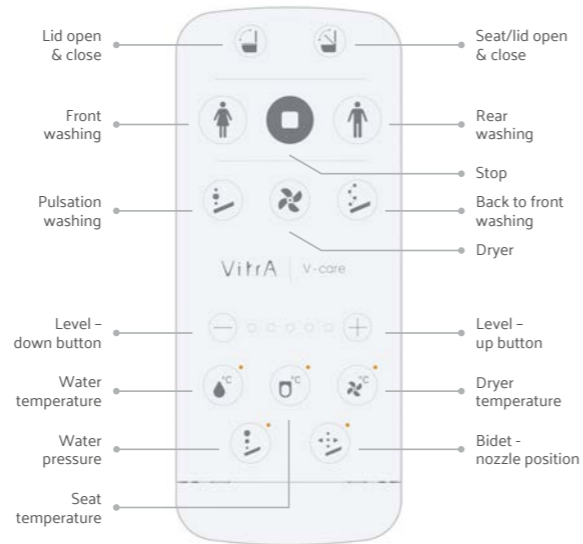 Lid open
& close
Seat/lid open
& close
Front
washing
Rear
washing
Stop
Pulsation
washing
Back to front
washing
Dryer
VitrA | V-care
Level –
down button
Level –
up button
°C
°C
°C
Water
temperature
Dryer
temperature
Water
pressure
Bidet -
nozzle position
Seat
temperature